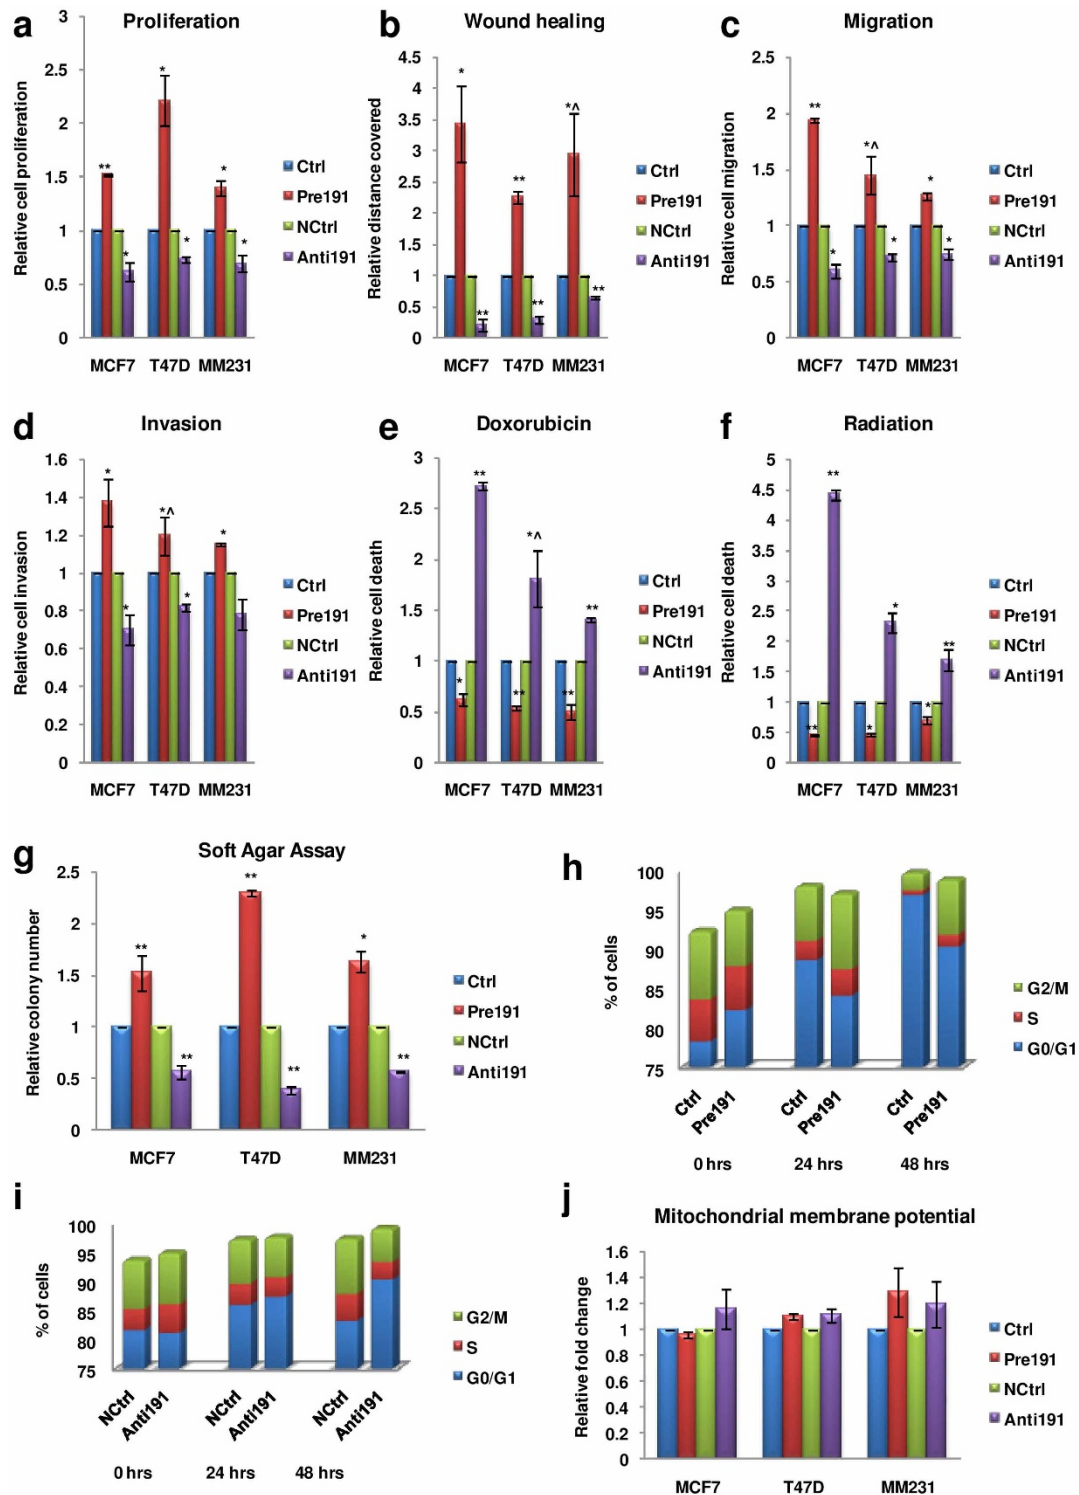 a Proliferation
3
2.5
2
1.5
1
0.5
0
Relative cell proliferation
** * *
* * *
MCF7 T47D MM231
Ctrl
Pre191
NCtrl
Anti191
b Wound healing
4.5
4
3.5
3
2.5
2
1.5
1
0.5
0
Relative distance covered
* ** *^
** ** **
MCF7 T47D MM231
Ctrl
Pre191
NCtrl
Anti191
c Migration
2.5
2
1.5
1
0.5
0
Relative cell migration
** *^ *
* * *
MCF7 T47D MM231
Ctrl
Pre191
NCtrl
Anti191
d Invasion
1.6
1.4
1.2
1
0.8
0.6
0.4
0.2
0
Relative cell invasion
* *^ *
* *
MCF7 T47D MM231
Ctrl
Pre191
NCtrl
Anti191
e Doxorubicin
3
2.5
2
1.5
1
0.5
0
Relative cell death
** *^ **
* ** **
MCF7 T47D MM231
Ctrl
Pre191
NCtrl
Anti191
f Radiation
5
4.5
4
3.5
3
2.5
2
1.5
1
0.5
0
Relative cell death
** * **
** * *
MCF7 T47D MM231
Ctrl
Pre191
NCtrl
Anti191
g Soft Agar Assay
2.5
2
1.5
1
0.5
0
Relative colony number
** ** *
** ** **
MCF7 T47D MM231
Ctrl
Pre191
NCtrl
Anti191
h
100
95
90
85
80
75
% of cells
Ctrl Pre191 Ctrl Pre191 Ctrl Pre191
0 hrs 24 hrs 48 hrs
G2/M
S
G0/G1
i
100
95
90
85
80
75
% of cells
NCtrl Anti191 NCtrl Anti191 NCtrl Anti191
0 hrs 24 hrs 48 hrs
G2/M
S
G0/G1
j Mitochondrial membrane potential
1.6
1.4
1.2
1
0.8
0.6
0.4
0.2
0
Relative fold change
MCF7 T47D MM231
Ctrl
Pre191
NCtrl
Anti191